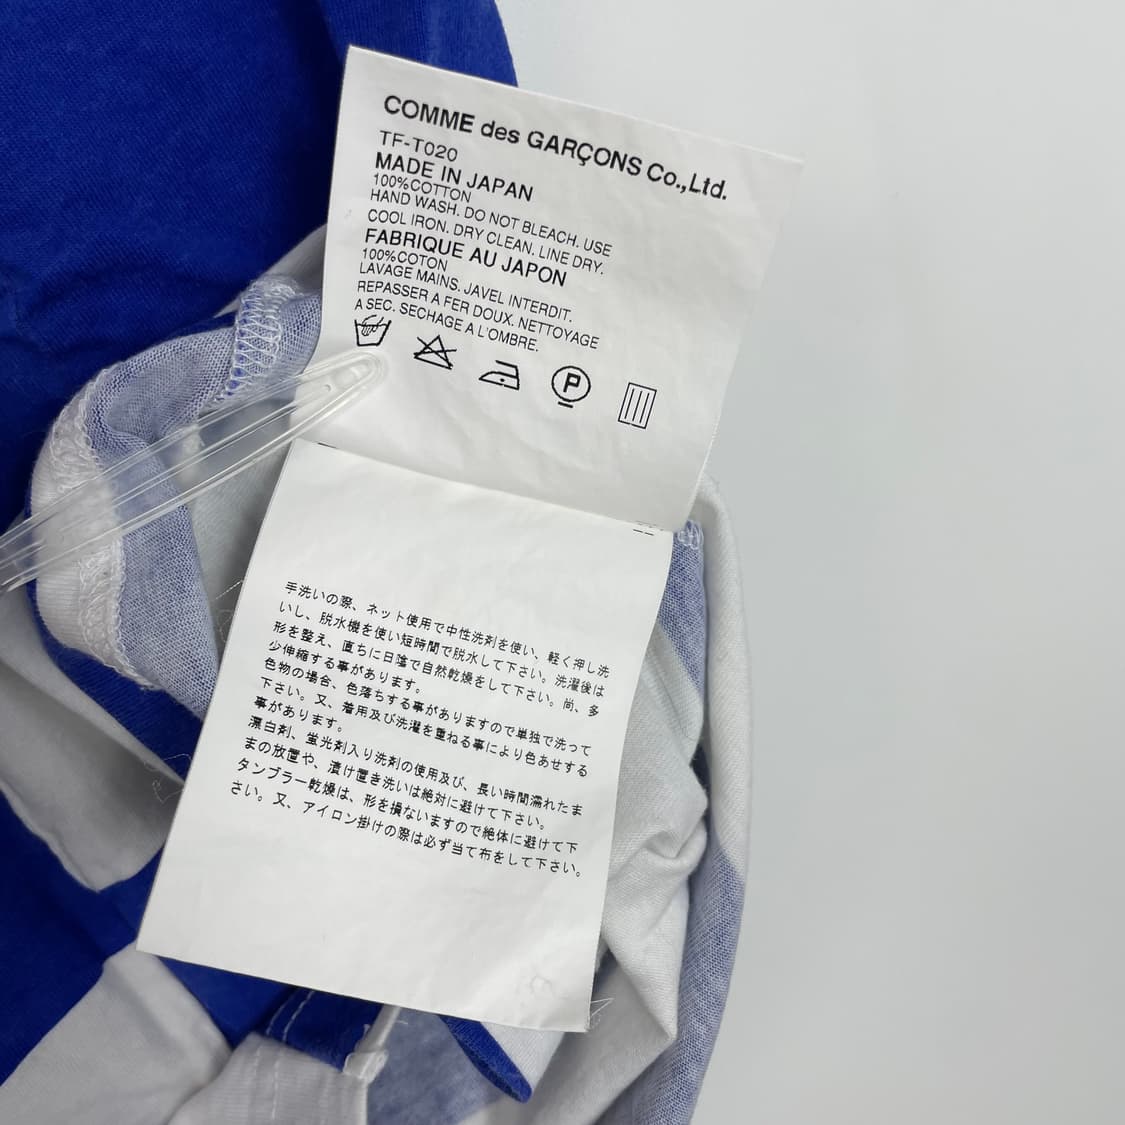 COMME des GARÇONS Co.,Ltd.
TF-T020
MADE IN JAPAN
100%COTTON
HAND WASH. DO NOT BLEACH. USE
COOL IRON. DRY CLEAN. LINE DRY.
FABRIQUE AU JAPON
100%COTON
LAVAGE MAINS. JAVEL INTERDIT.
REPASSER A FER DOUX. NETTOYAGE
A SEC. SECHAGE A L'OMBRE.
P
手洗いの際、ネット使用で中性洗剤を使い、軽く押し洗
いし、脱水機を使い短時間で脱水して下さい。洗濯後は
形を整え、直ちに日陰で自然乾燥をして下さい。尚、多
少伸縮する事があります。
色物の場合、色落ちする事がありますので単独で洗って
下さい。又、着用及び洗濯を重ねる事により色あせする
事があります。
漂白剤、蛍光剤入り洗剤の使用及び、長い時間濡れたま
まの放置や、漬け置き洗いは絶対に避けて下さい。
タンブラー乾燥は、形を損ないますので絶体に避けて下
さい。又、アイロン掛けの際は必ず当て布をして下さい。